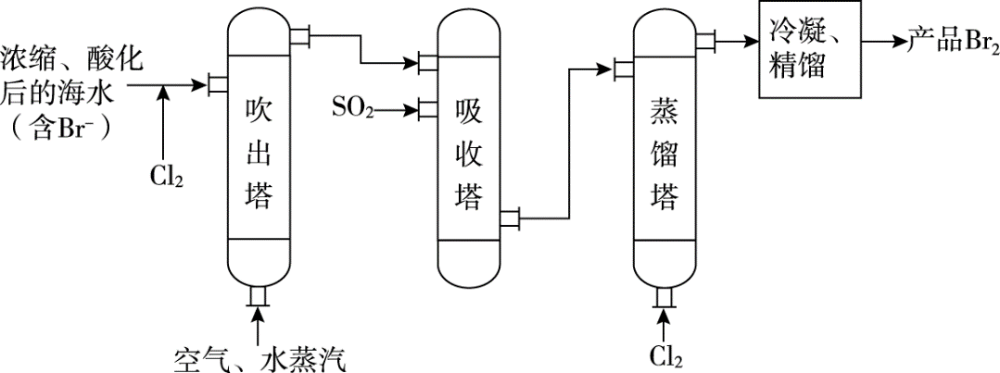 浓缩、酸化
后的海水
（含Br⁻）
Cl₂
吹出塔
空气、水蒸汽
SO₂
吸收塔
蒸馏塔
Cl₂
冷凝、
精馏
产品Br₂